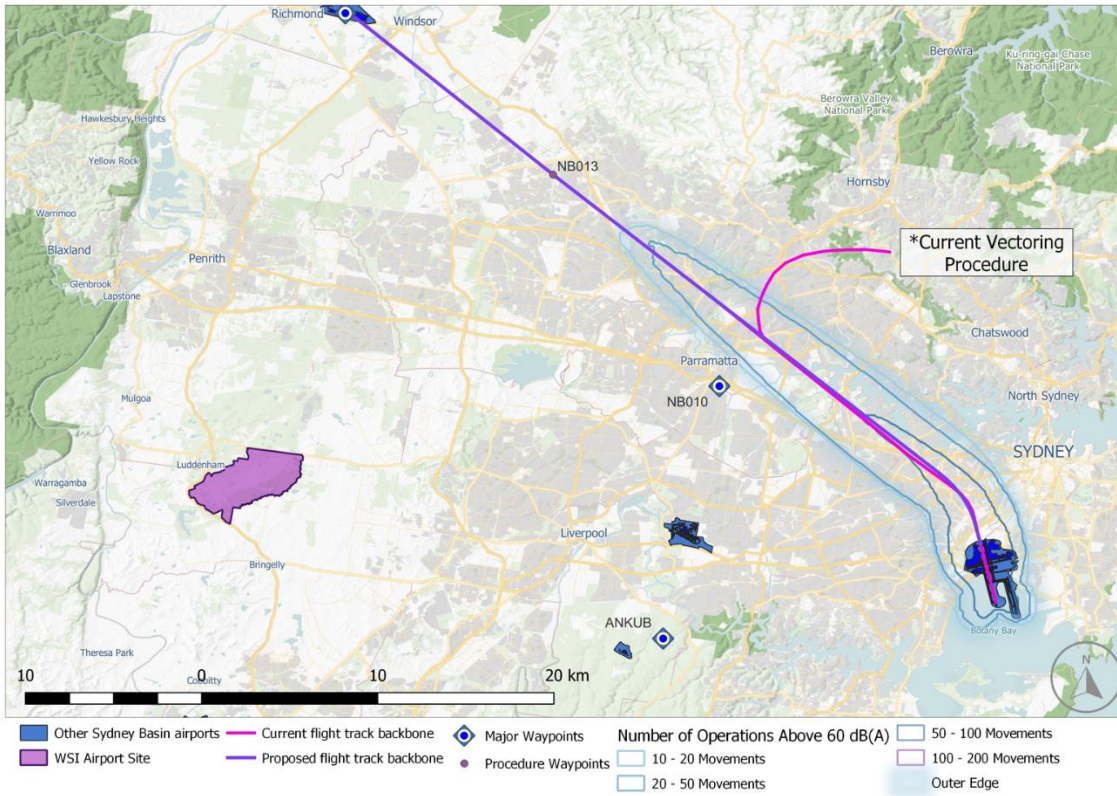 Richmond
Windsor
Berowra
Ku-ring-gai Chase
National Park
Berowra Valley
National Park
Hawkesbury Heights
Yellow Rock
NB013
Hornsby
Warrimoo
Blaxland
Penrith
*Current Vectoring
Procedure
Glenbrook
Lapstone
Chatswood
Parramatta
NB010
North Sydney
Mulgoa
SYDNEY
Luddenham
Warragamba
Silverdale
Liverpool
Bringelly
ANKUB
Botany Bay
Theresa Park
N
10 0 10 20 km
Cobbitty
Other Sydney Basin airports
WSI Airport Site
Current flight track backbone
Proposed flight track backbone
Major Waypoints
Procedure Waypoints
Number of Operations Above 60 dB(A)
10 - 20 Movements
20 - 50 Movements
50 - 100 Movements
100 - 200 Movements
Outer Edge